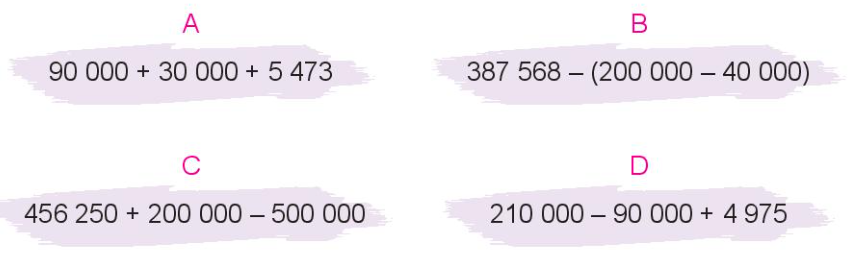 A
90 000 + 30 000 + 5 473
B
387 568 – (200 000 – 40 000)
C
456 250 + 200 000 – 500 000
D
210 000 – 90 000 + 4 975